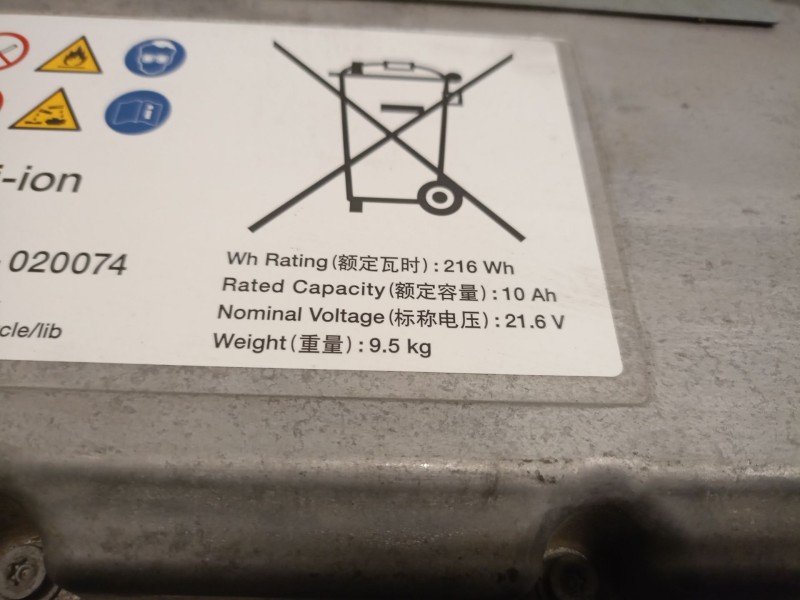 -ion
020074
cle/lib
Wh Rating(额定瓦时) : 216 Wh
Rated Capacity(额定容量) : 10 Ah
Nominal Voltage(标称电压) : 21.6 V
Weight(重量) : 9.5 kg